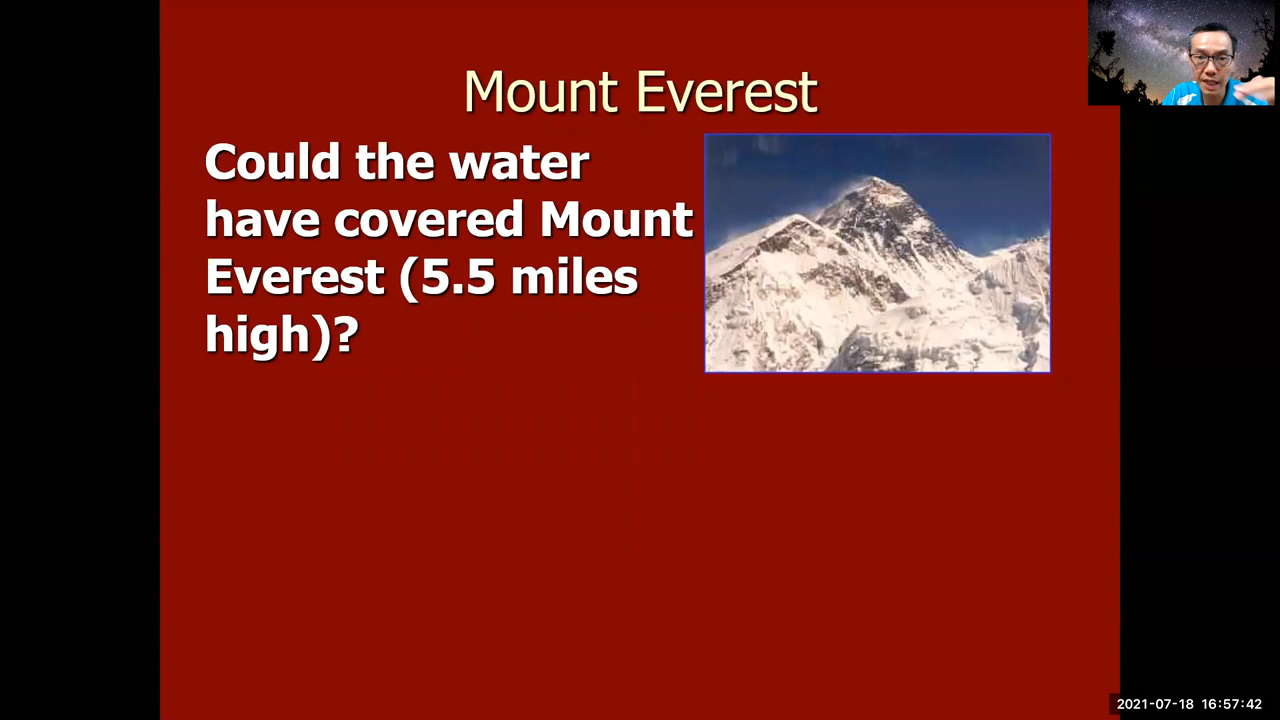 Mount Everest
Could the water
have covered Mount
Everest (5.5 miles
high)?
2021-07-18 16:57:42